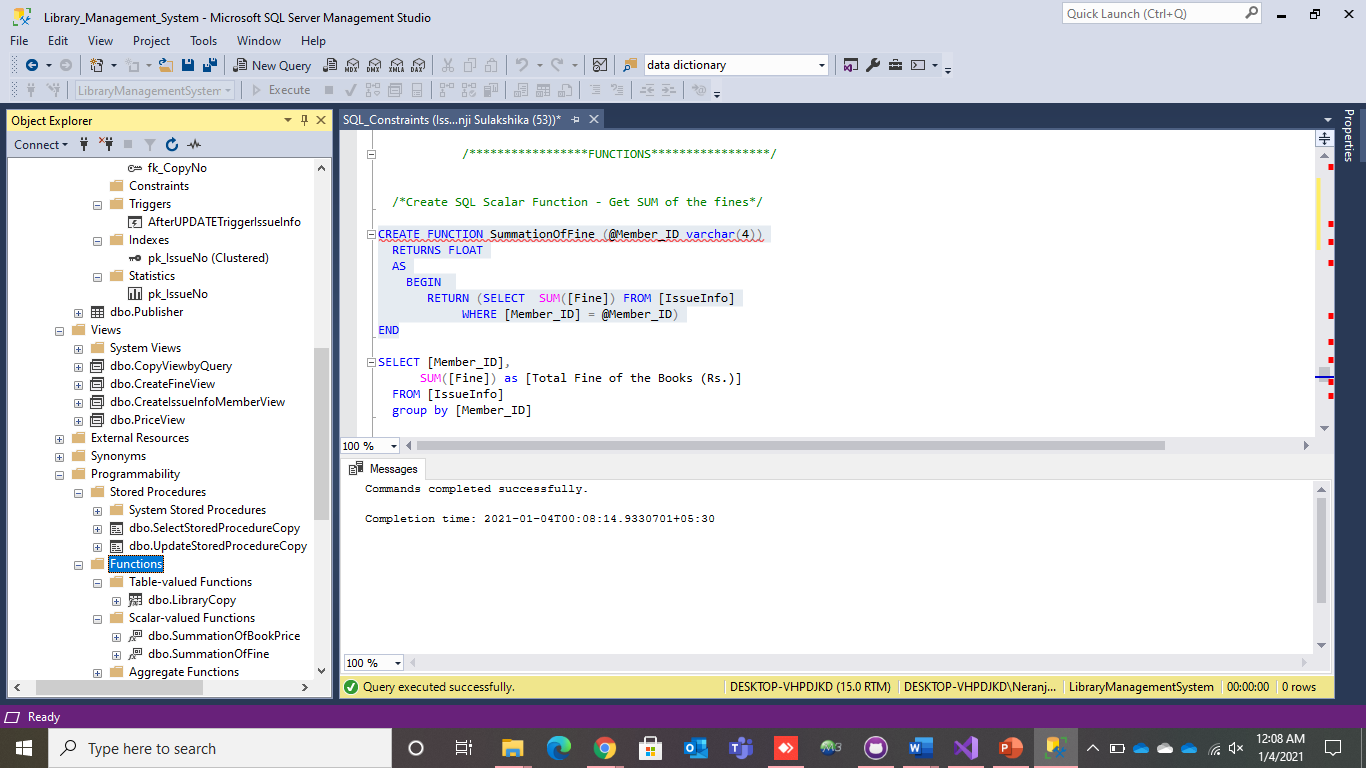 Library_Management_System - Microsoft SQL Server Management Studio
Quick Launch (Ctrl+Q)
File Edit View Project Tools Window Help
New Query MDX DMX XMLA DAX data dictionary
LibraryManagementSystem Execute
Object Explorer
Connect
fk_CopyNo
Constraints
Triggers
AfterUPDATETriggerIssueInfo
Indexes
pk_IssueNo (Clustered)
Statistics
pk_IssueNo
dbo.Publisher
Views
System Views
dbo.CopyViewbyQuery
dbo.CreateFineView
dbo.CreateIssueInfoMemberView
dbo.PriceView
External Resources
Synonyms
Programmability
Stored Procedures
System Stored Procedures
dbo.SelectStoredProcedureCopy
dbo.UpdateStoredProcedureCopy
Functions
Table-valued Functions
dbo.LibraryCopy
Scalar-valued Functions
dbo.SummationOfBookPrice
dbo.SummationOfFine
Aggregate Functions
SQL_Constraints (Iss...nji Sulakshika (53))*
/*****************FUNCTIONS*****************/
/*Create SQL Scalar Function - Get SUM of the fines*/
CREATE FUNCTION SummationOfFine (@Member_ID varchar(4))
RETURNS FLOAT
AS
BEGIN
RETURN (SELECT SUM([Fine]) FROM [IssueInfo]
WHERE [Member_ID] = @Member_ID)
END
SELECT [Member_ID],
SUM([Fine]) as [Total Fine of the Books (Rs.)]
FROM [IssueInfo]
group by [Member_ID]
100 %
Messages
Commands completed successfully.
Completion time: 2021-01-04T00:08:14.9330701+05:30
100 %
Query executed successfully. DESKTOP-VHPDJKD (15.0 RTM) DESKTOP-VHPDJKD\Neranj... LibraryManagementSystem 00:00:00 0 rows
Properties
Ready
Type here to search
12:08 AM
1/4/2021